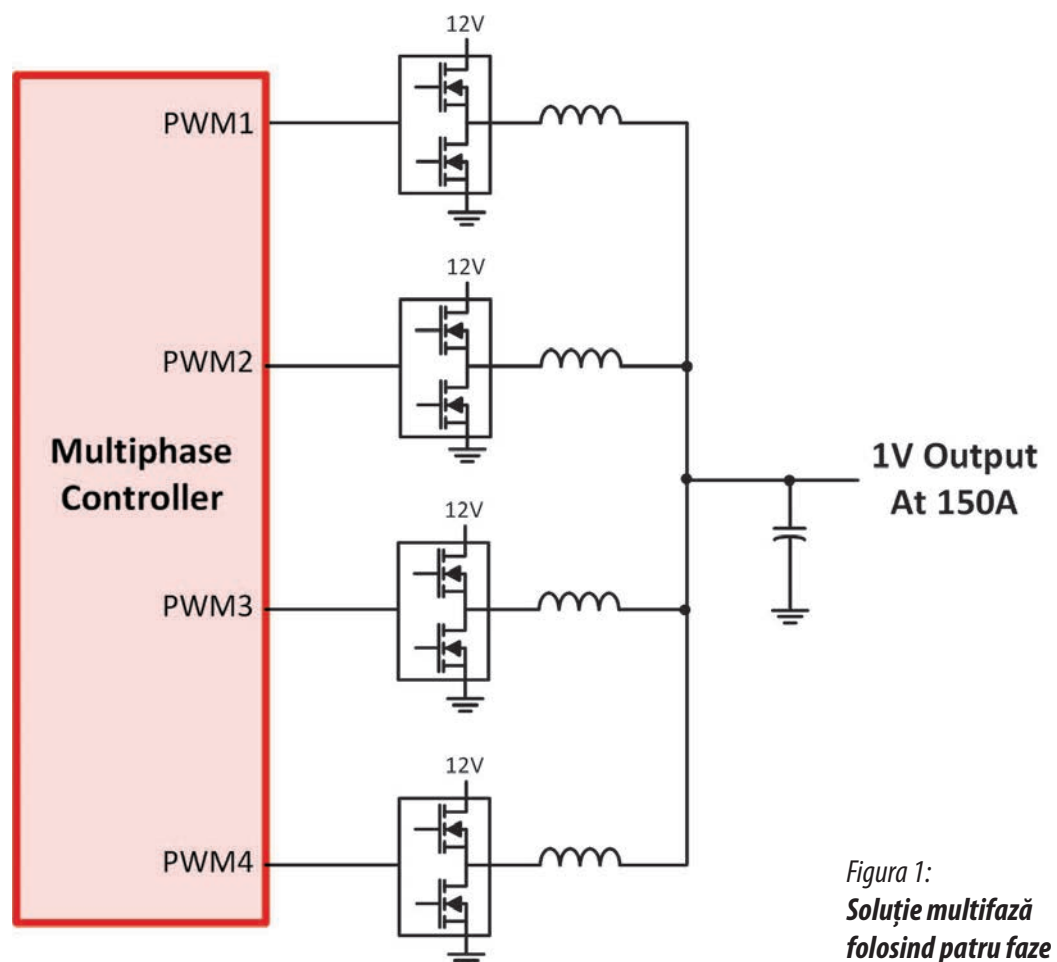 12V
PWM1
12V
PWM2
Multiphase
Controller
1V Output
At 150A
12V
PWM3
12V
PWM4
Figura 1:
Soluție multifază
folosind patru faze